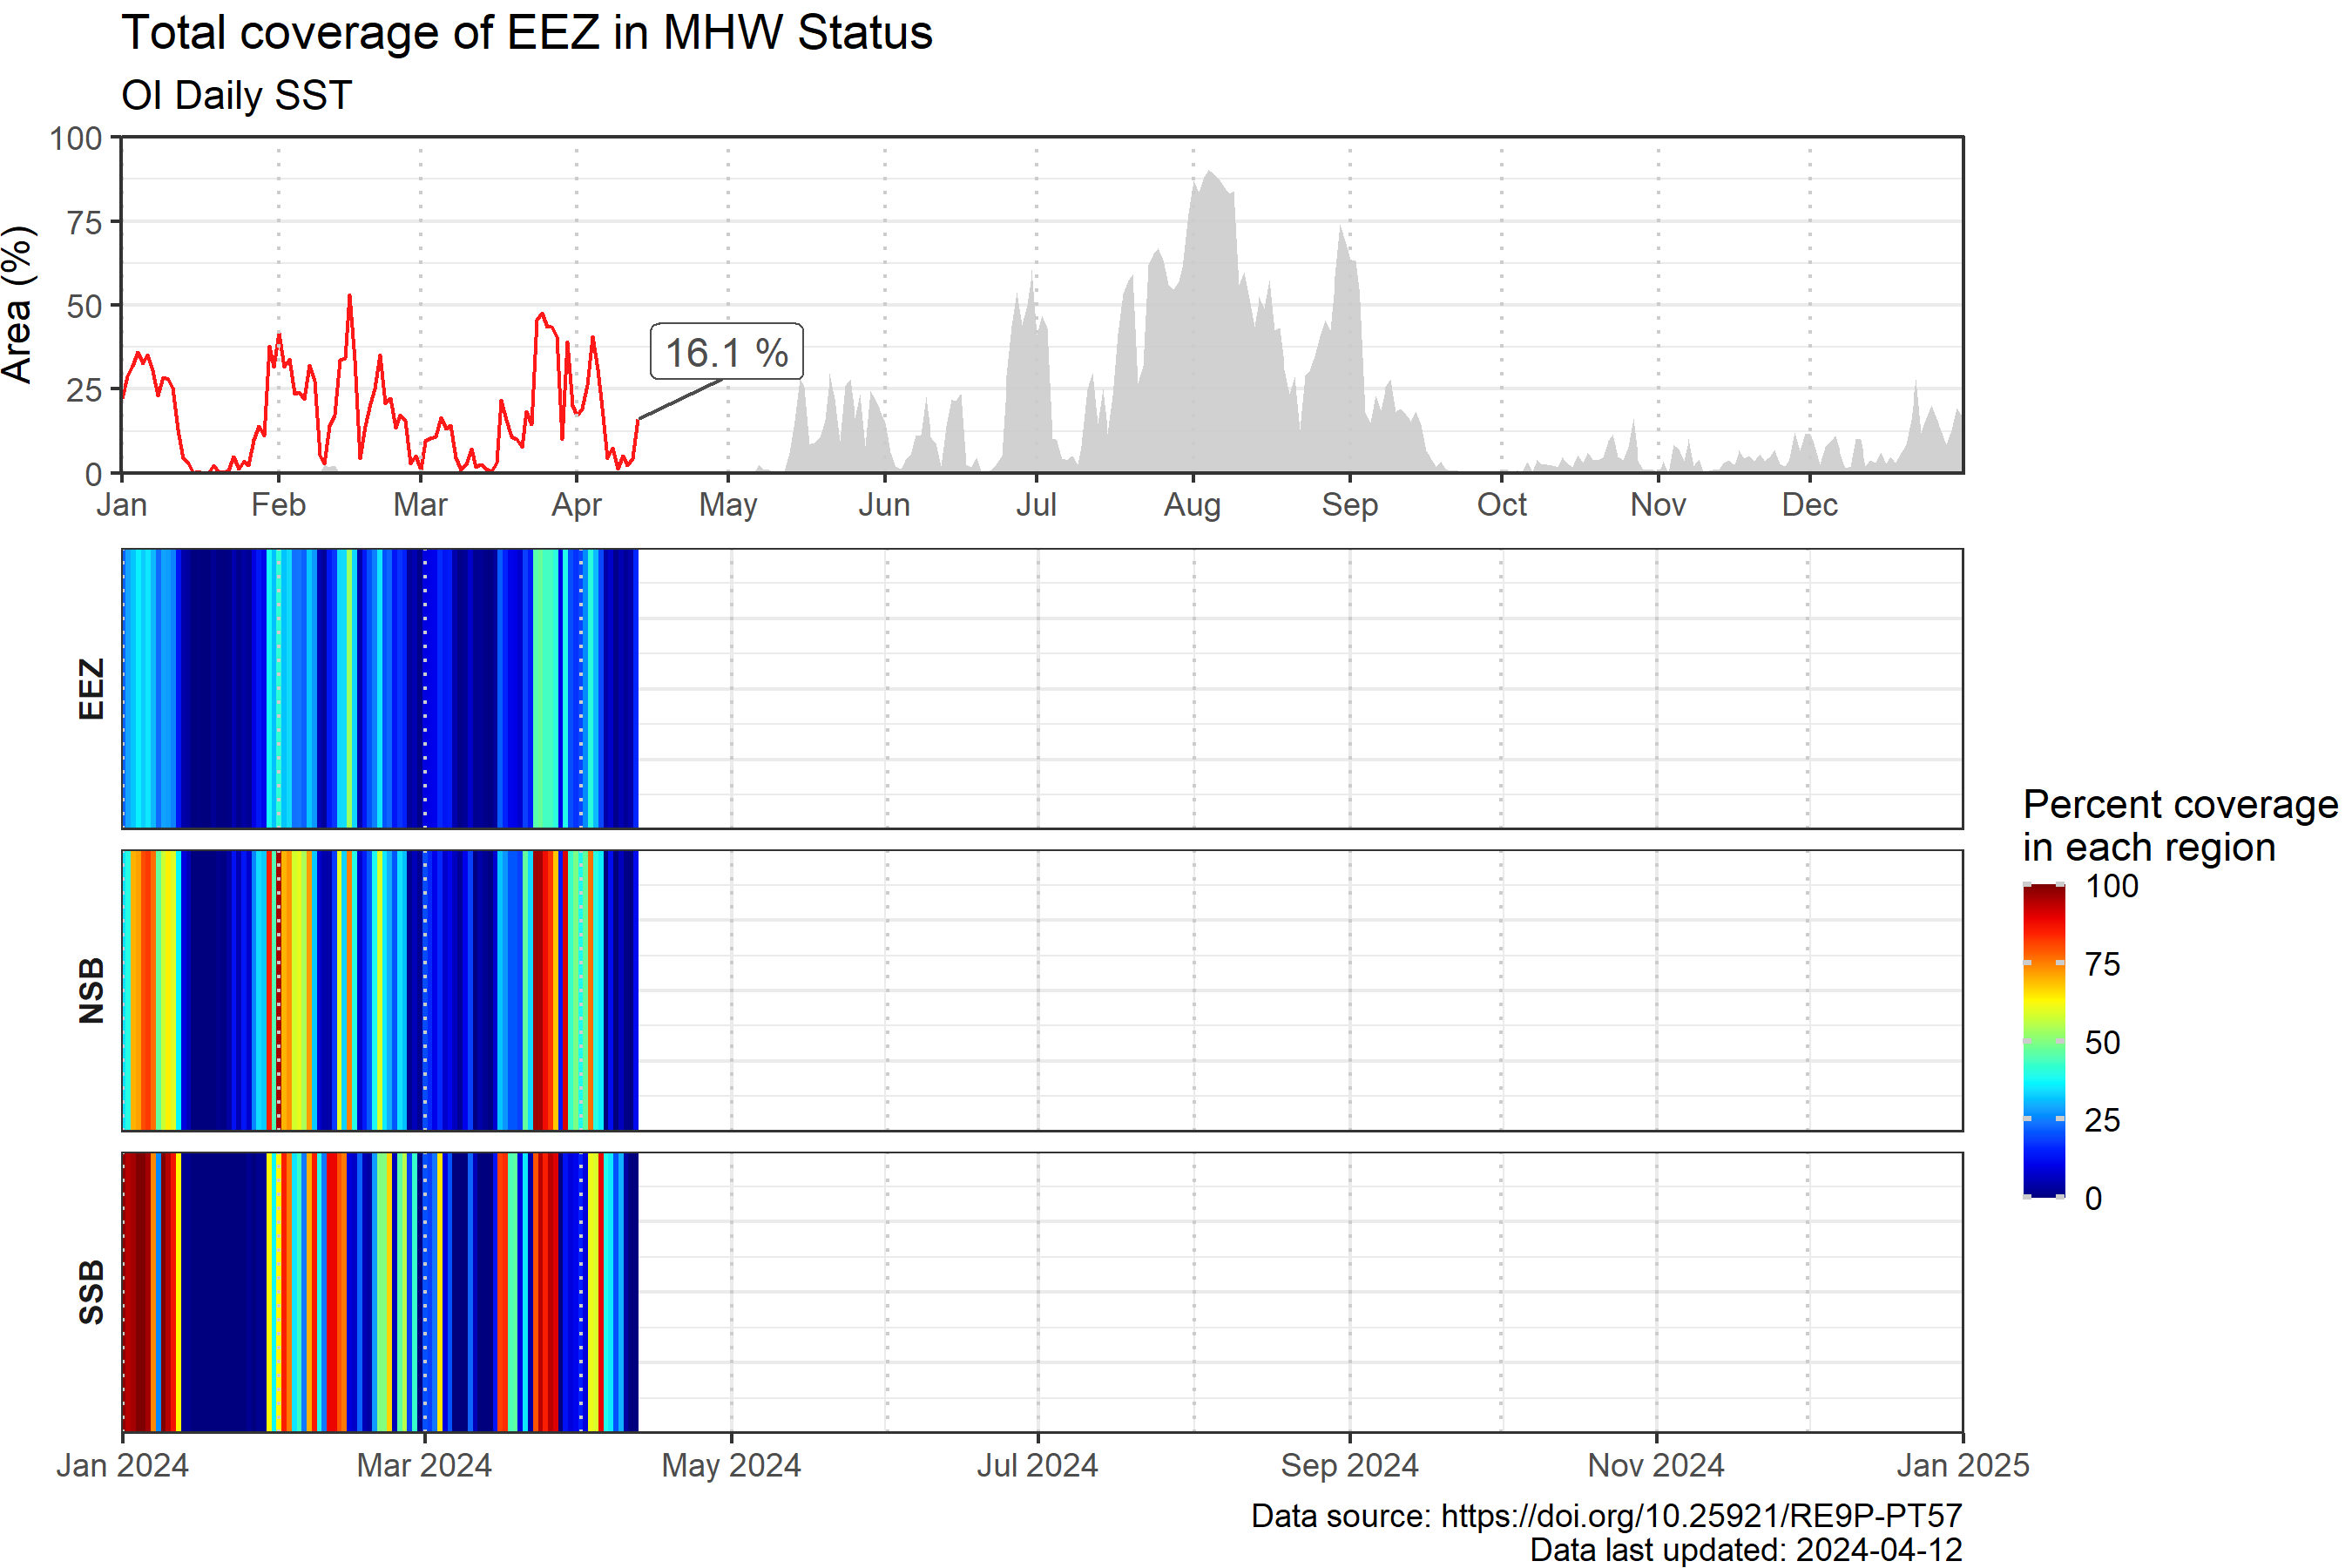 Total coverage of EEZ in MHW Status
OI Daily SST
Area (%)
100
75
50
25
0
16.1 %
Jan Feb Mar Apr May Jun Jul Aug Sep Oct Nov Dec
EEZ
NSB
SSB
Percent coverage
in each region
100
75
50
25
0
Jan 2024 Mar 2024 May 2024 Jul 2024 Sep 2024 Nov 2024 Jan 2025
Data source: https://doi.org/10.25921/RE9P-PT57
Data last updated: 2024-04-12